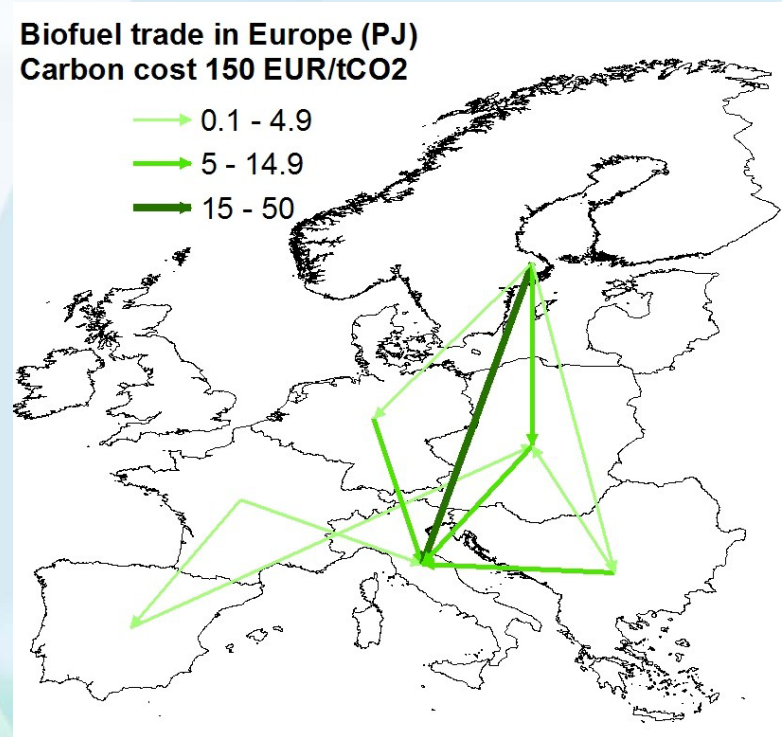 Biofuel trade in Europe (PJ)
Carbon cost 150 EUR/tCO2
0.1 - 4.9
5 - 14.9
15 - 50